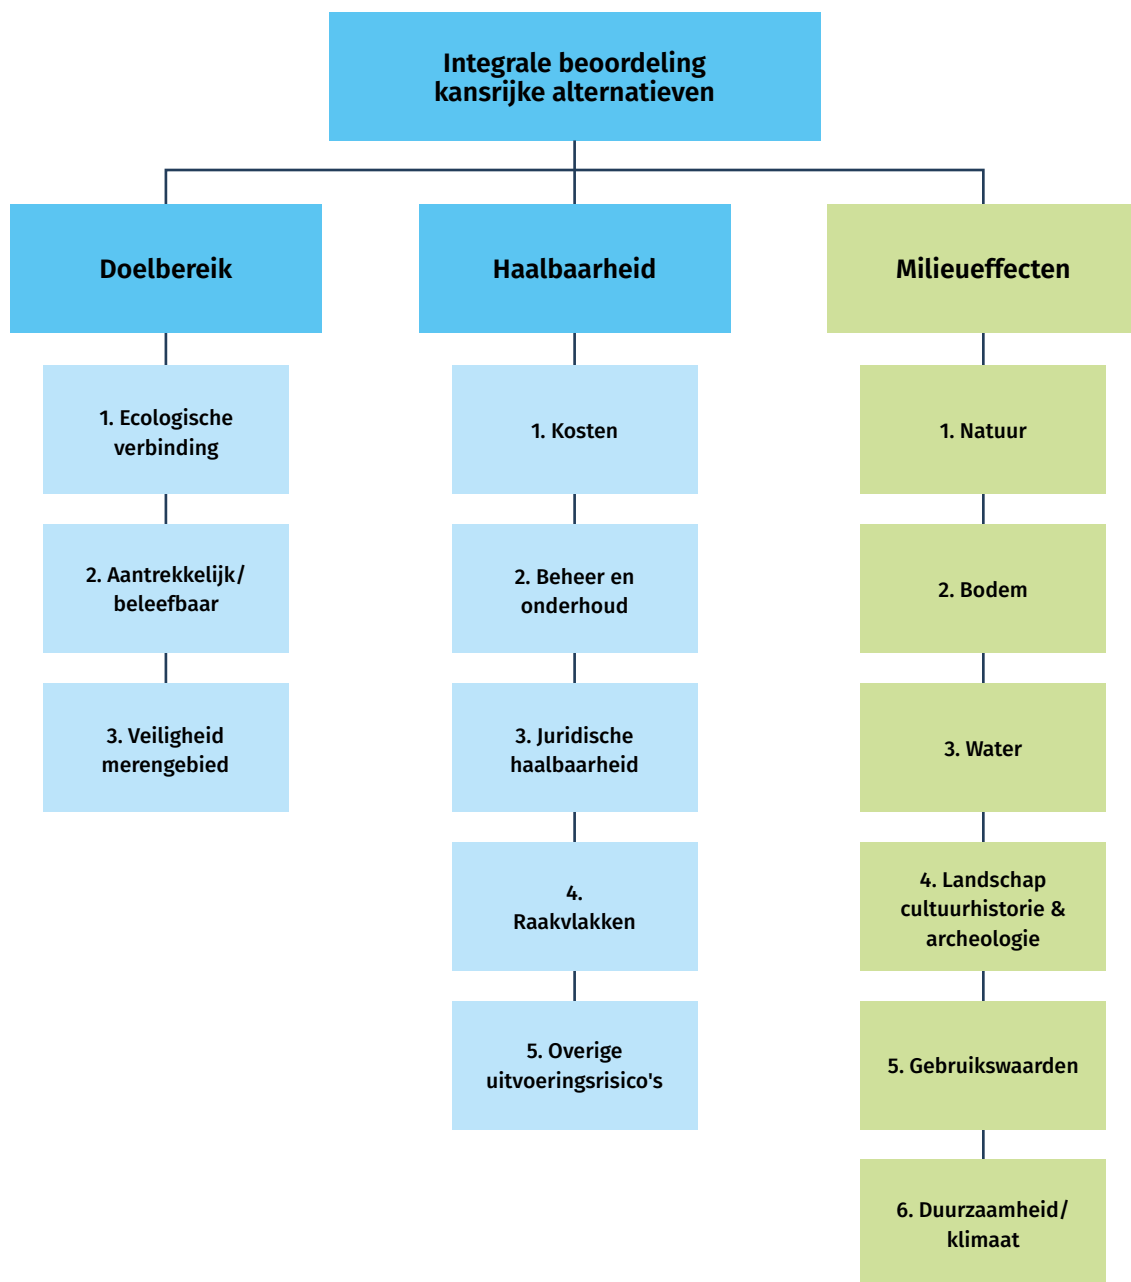 Integrale beoordeling
kansrijke alternatieven
Doelbereik
1. Ecologische
verbinding
2. Aantrekkelijk/
beleefbaar
3. Veiligheid
merengebied
Haalbaarheid
1. Kosten
2. Beheer en
onderhoud
3. Juridische
haalbaarheid
4.
Raakvlakken
5. Overige
uitvoeringsrisico's
Milieueffecten
1. Natuur
2. Bodem
3. Water
4. Landschap
cultuurhistorie &
archeologie
5. Gebruikswaarden
6. Duurzaamheid/
klimaat